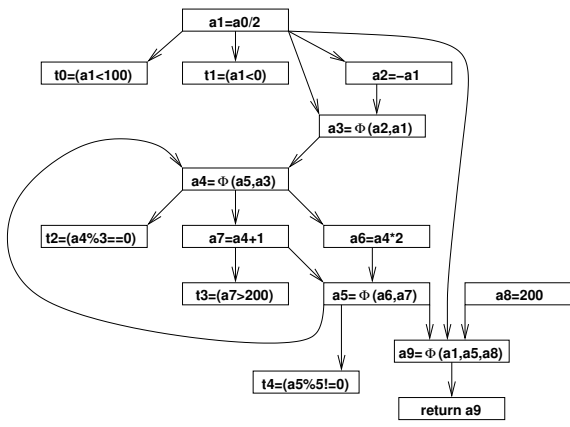 a1=a0/2
t0=(a1<100)
t1=(a1<0)
a2=−a1
a3=Φ(a2,a1)
a4=Φ(a5,a3)
t2=(a4%3==0)
a7=a4+1
a6=a4*2
t3=(a7>200)
a5=Φ(a6,a7)
a8=200
a9=Φ(a1,a5,a8)
t4=(a5%5!=0)
return a9